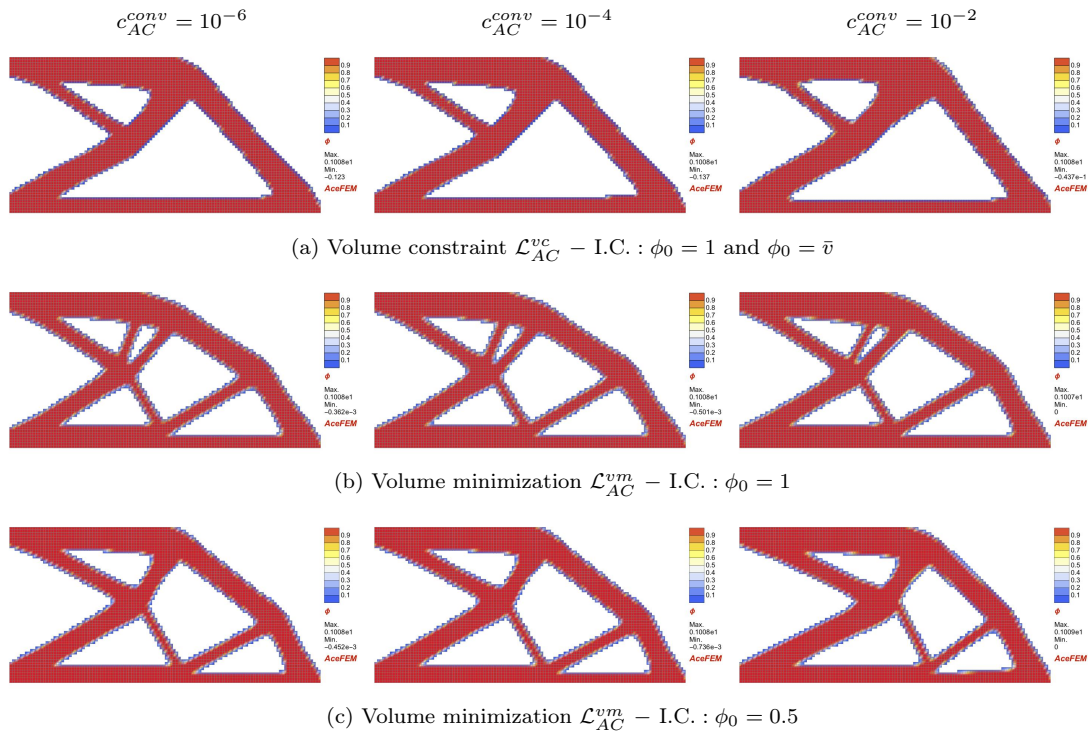 c_{AC}^{conv} = 10^{-6} c_{AC}^{conv} = 10^{-4} c_{AC}^{conv} = 10^{-2}
0.9
0.8
0.7
0.6
0.5
0.4
0.3
0.2
0.1
ϕ
Max.
0.1008e1
Min.
−0.123
AceFEM
0.9
0.8
0.7
0.6
0.5
0.4
0.3
0.2
0.1
ϕ
Max.
0.1008e1
Min.
−0.137
AceFEM
0.9
0.8
0.7
0.6
0.5
0.4
0.3
0.2
0.1
ϕ
Max.
0.1008e1
Min.
−0.437e−1
AceFEM
(a) Volume constraint \mathcal{L}_{AC}^{vc} − I.C. : ϕ_0 = 1 and ϕ_0 = \bar{v}
0.9
0.8
0.7
0.6
0.5
0.4
0.3
0.2
0.1
ϕ
Max.
0.1008e1
Min.
−0.362e−3
AceFEM
0.9
0.8
0.7
0.6
0.5
0.4
0.3
0.2
0.1
ϕ
Max.
0.1008e1
Min.
−0.501e−3
AceFEM
0.9
0.8
0.7
0.6
0.5
0.4
0.3
0.2
0.1
ϕ
Max.
0.1007e1
Min.
0
AceFEM
(b) Volume minimization \mathcal{L}_{AC}^{vm} − I.C. : ϕ_0 = 1
0.9
0.8
0.7
0.6
0.5
0.4
0.3
0.2
0.1
ϕ
Max.
0.1008e1
Min.
−0.452e−3
AceFEM
0.9
0.8
0.7
0.6
0.5
0.4
0.3
0.2
0.1
ϕ
Max.
0.1008e1
Min.
−0.736e−3
AceFEM
0.9
0.8
0.7
0.6
0.5
0.4
0.3
0.2
0.1
ϕ
Max.
0.1009e1
Min.
0
AceFEM
(c) Volume minimization \mathcal{L}_{AC}^{vm} − I.C. : ϕ_0 = 0.5